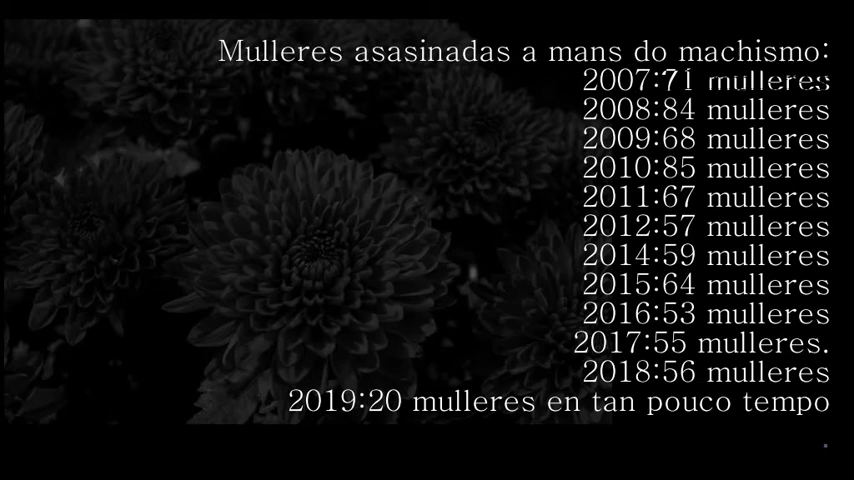 Mulleres asasinadas a mans do machismo:
2007:71 mulleres
2008:84 mulleres
2009:68 mulleres
2010:85 mulleres
2011:67 mulleres
2012:57 mulleres
2014:59 mulleres
2015:64 mulleres
2016:53 mulleres
2017:55 mulleres.
2018:56 mulleres
2019:20 mulleres en tan pouco tempo
.